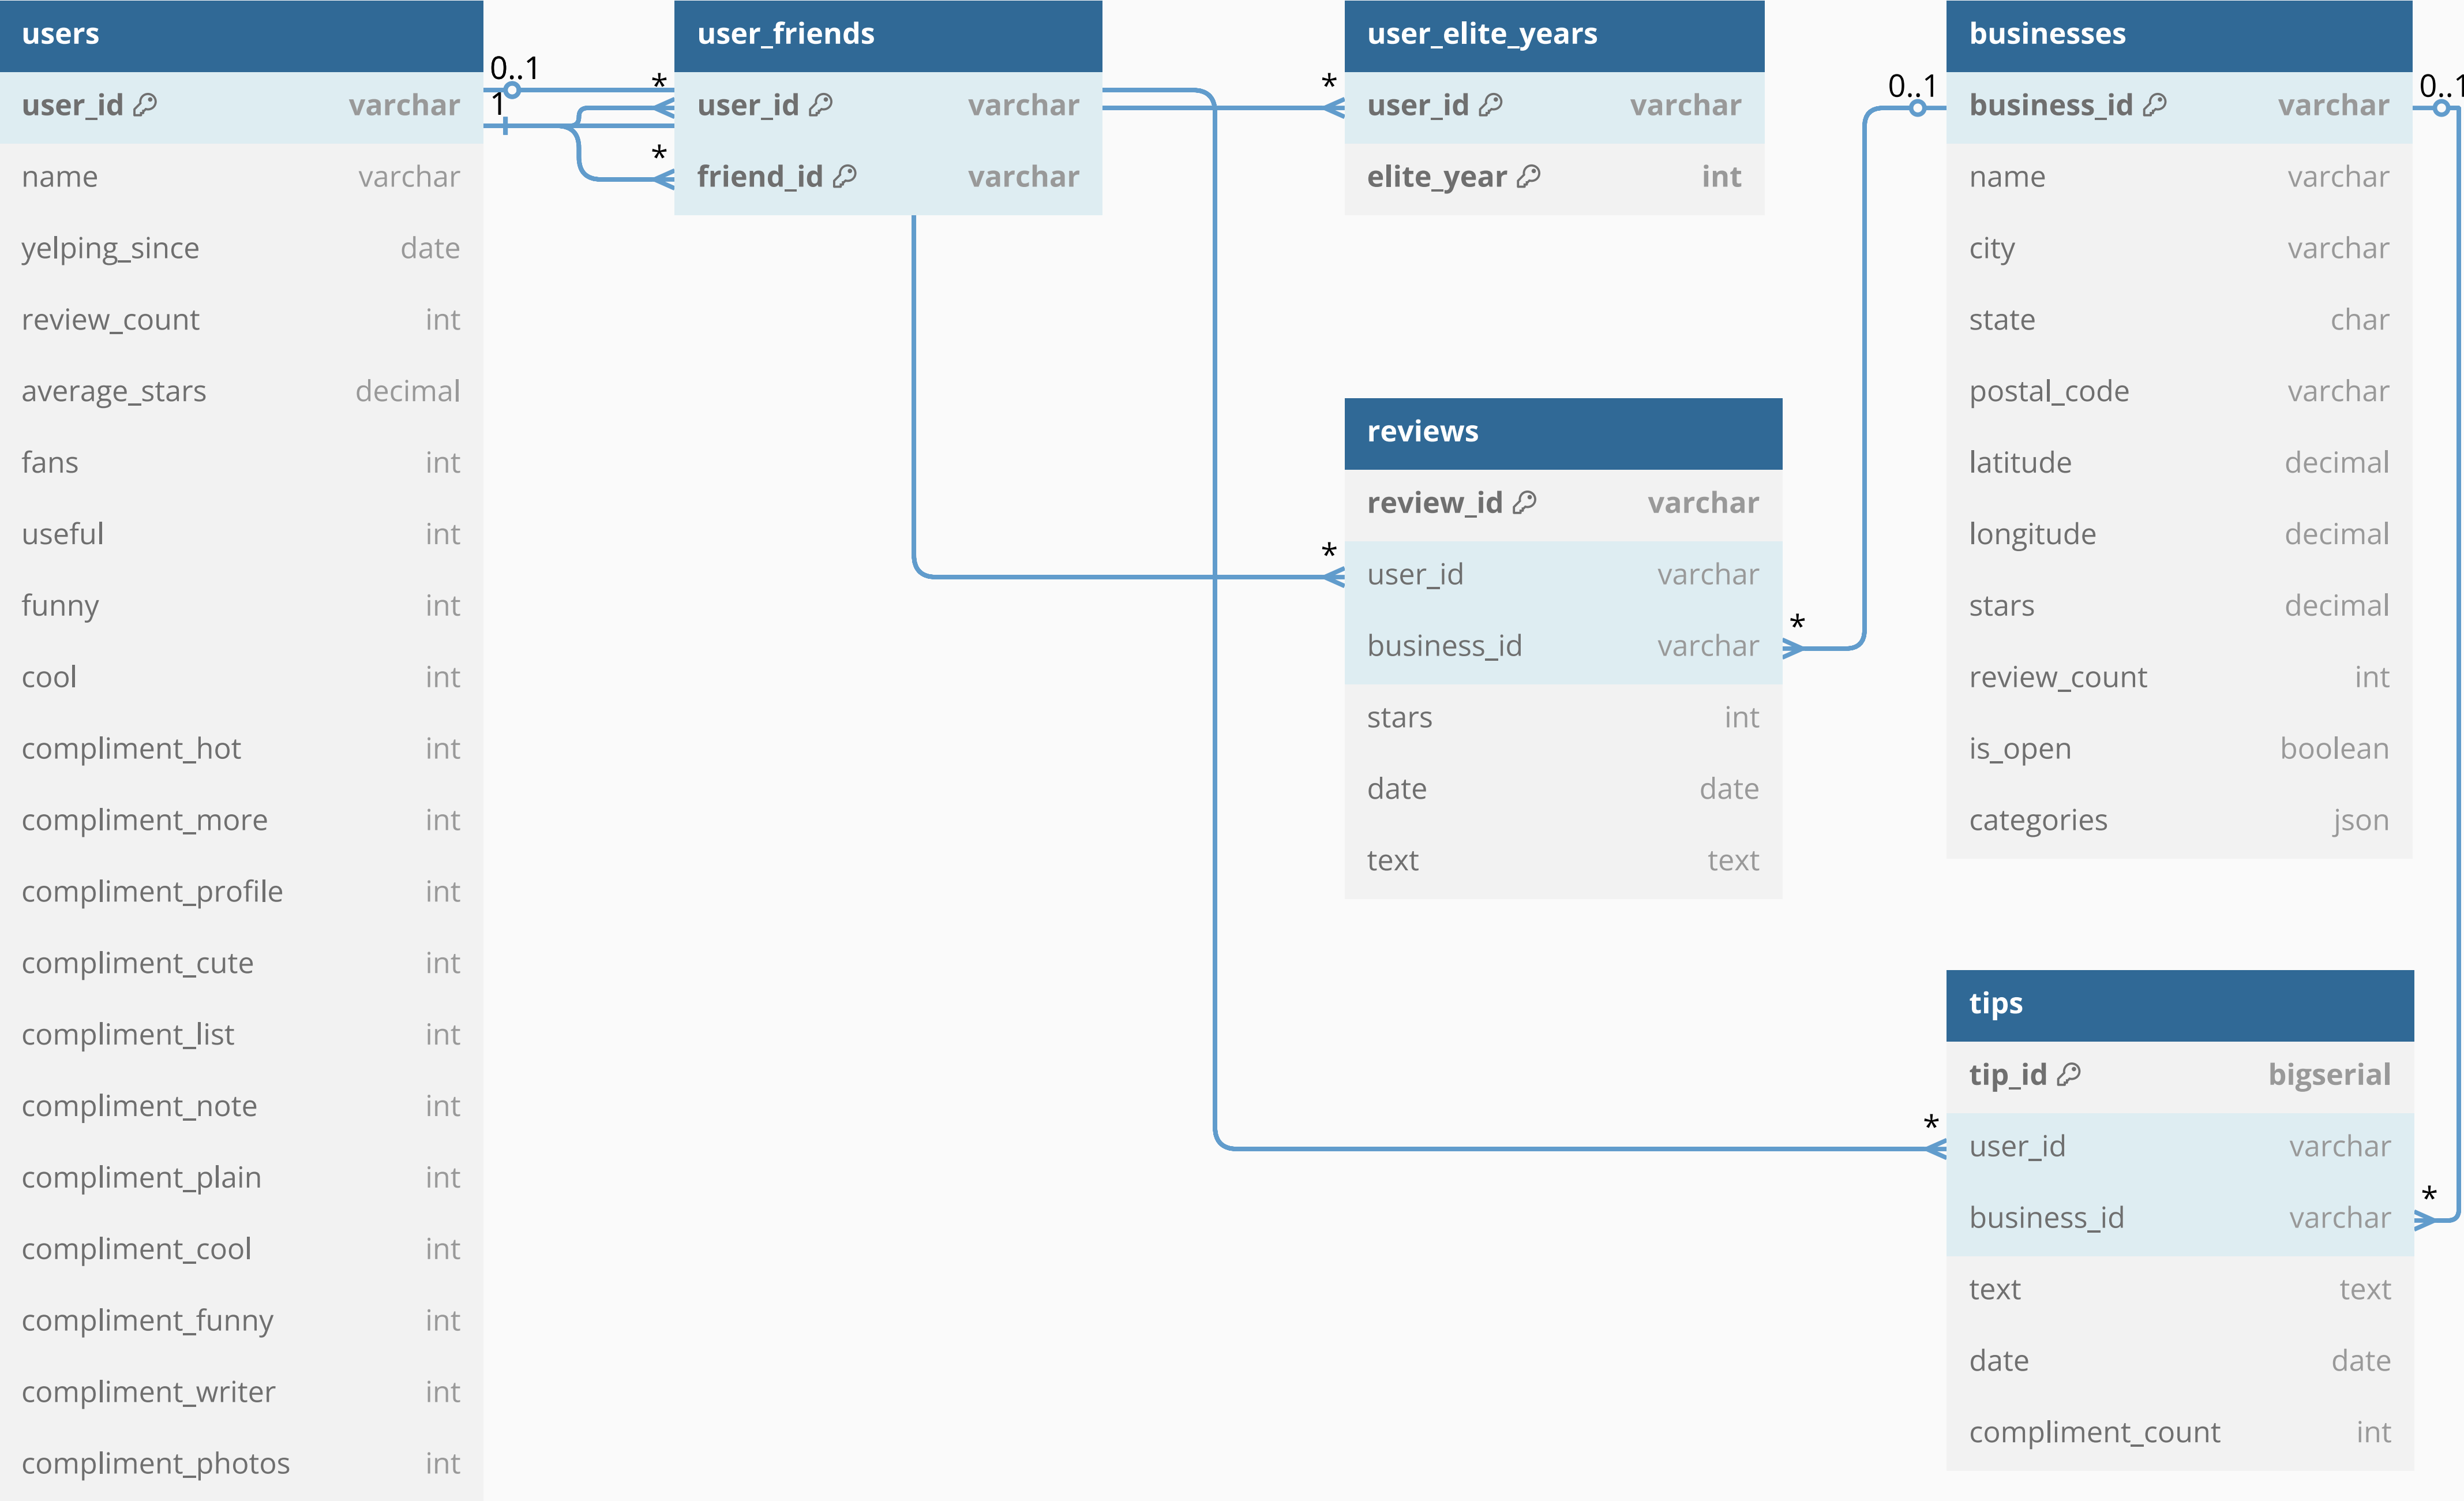 users
0..1
1
user_id varchar
name varchar
yelping_since date
review_count int
average_stars decimal
fans int
useful int
funny int
cool int
compliment_hot int
compliment_more int
compliment_profile int
compliment_cute int
compliment_list int
compliment_note int
compliment_plain int
compliment_cool int
compliment_funny int
compliment_writer int
compliment_photos int
user_friends
* user_id varchar
* friend_id varchar
user_elite_years
* user_id varchar
elite_year int
reviews
review_id varchar
* user_id varchar
business_id varchar *
stars int
date date
text text
businesses
0..1 business_id varchar 0..1
name varchar
city varchar
state char
postal_code varchar
latitude decimal
longitude decimal
stars decimal
review_count int
is_open boolean
categories json
tips
tip_id bigserial
* user_id varchar
business_id varchar *
text text
date date
compliment_count int